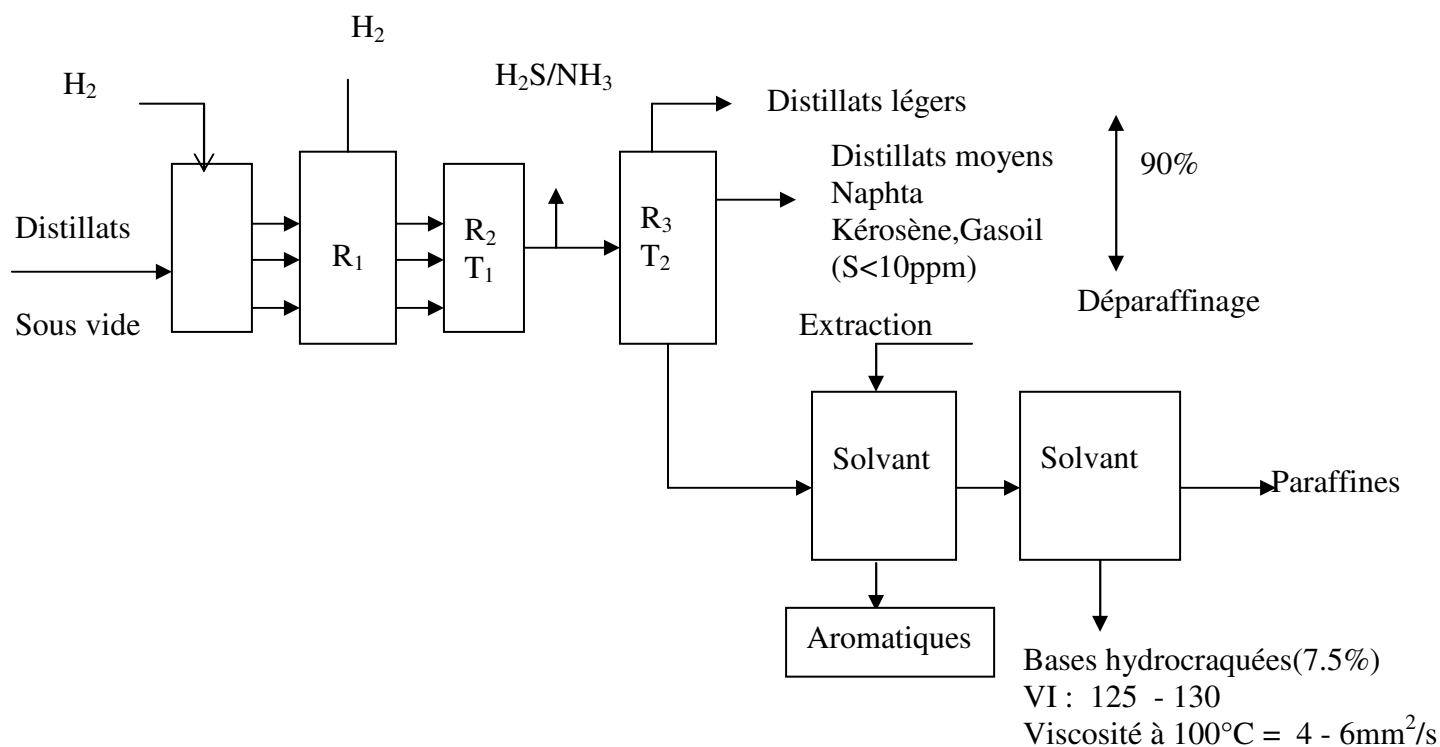 H₂
H₂
H₂S/NH₃
Distillats légers
Distillats moyens
Naphta
Kérosène,Gasoil
(S<10ppm)
90%
Déparaffinage
Distillats
Sous vide
R₁
R₂
T₁
R₃
T₂
Extraction
Solvant
Solvant
Paraffines
Aromatiques
Bases hydrocraquées(7.5%)
VI : 125 - 130
Viscosité à 100°C = 4 - 6mm²/s